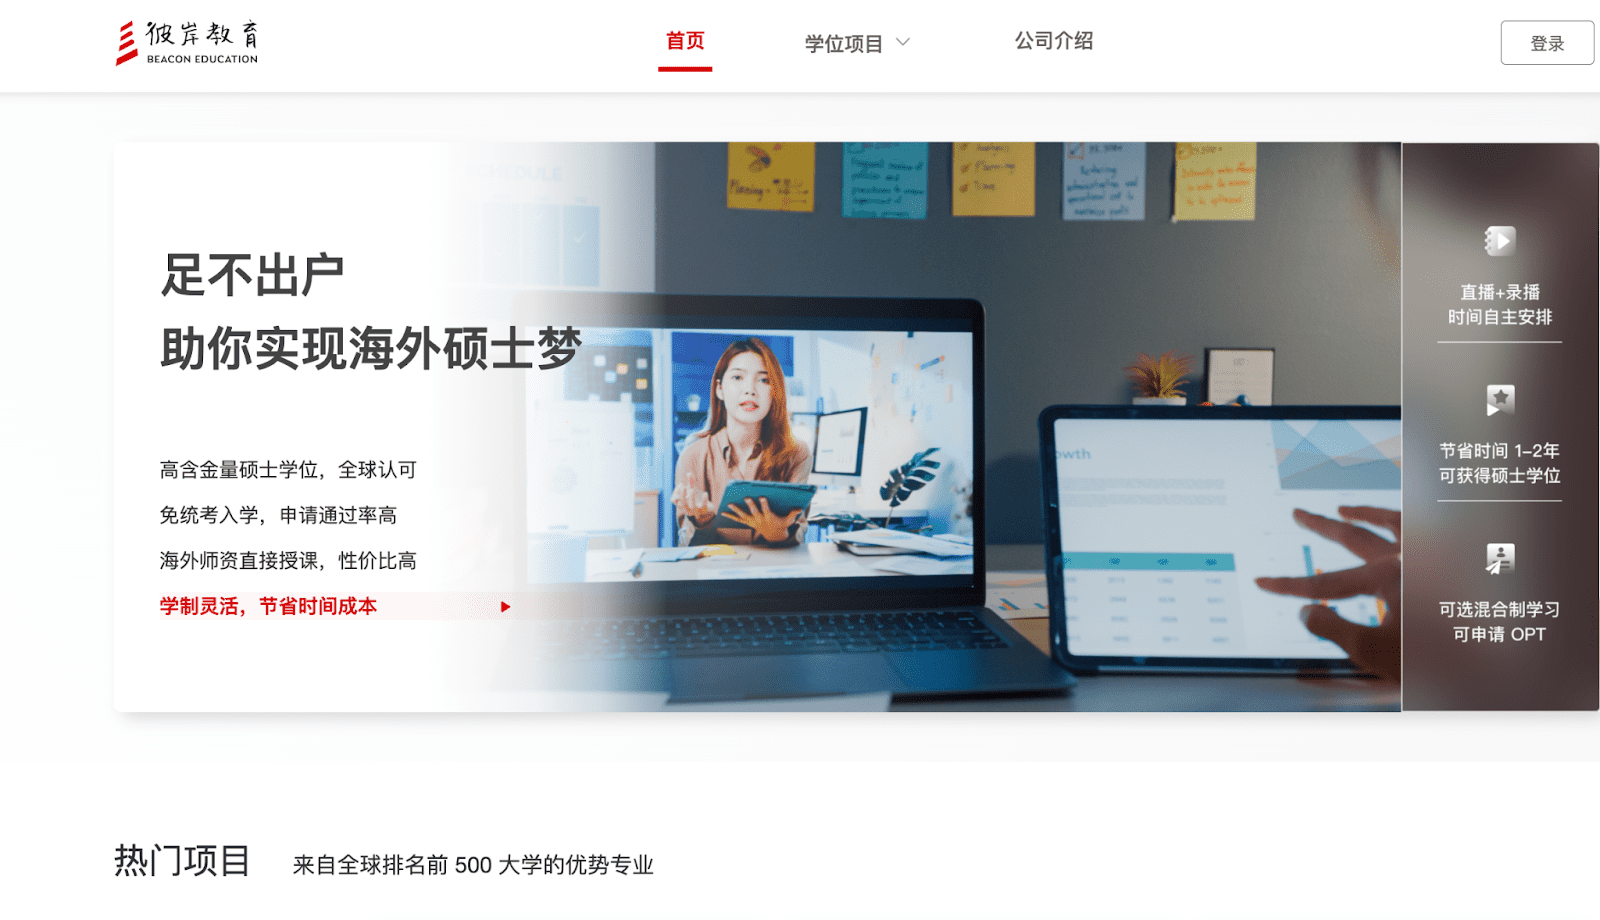 彼岸教育
BEACON EDUCATION
首页
学位项目
公司介绍
登录
足不出户
助你实现海外硕士梦
高含金量硕士学位，全球认可
免统考入学，申请通过率高
海外师资直接授课，性价比高
学制灵活，节省时间成本
SCHEDULE
Planning
Planning
Time
owth
直播+录播
时间自主安排
节省时间 1-2年
可获得硕士学位
可选混合制学习
可申请 OPT
热门项目
来自全球排名前 500 大学的优势专业